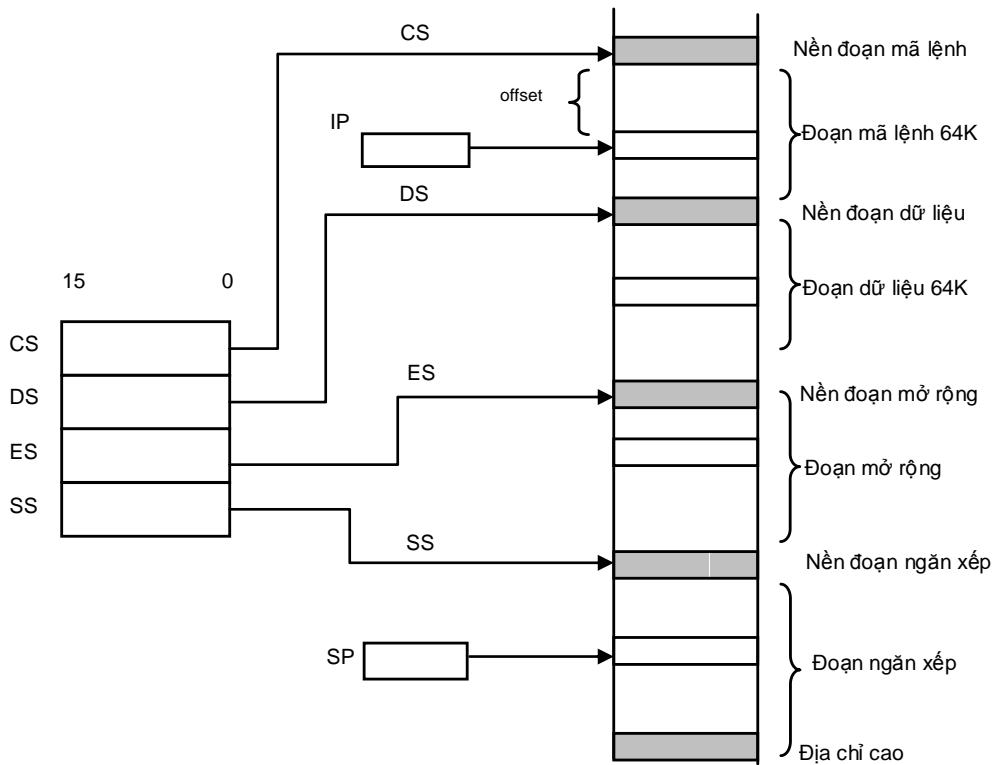 CS
Nền đoạn mã lệnh
offset
IP
Đoạn mã lệnh 64K
DS
Nền đoạn dữ liệu
15 0
Đoạn dữ liệu 64K
CS
DS
ES
Nền đoạn mở rộng
ES
Đoạn mở rộng
SS
SS
Nền đoạn ngăn xếp
SP
Đoạn ngăn xếp
Địa chỉ cao